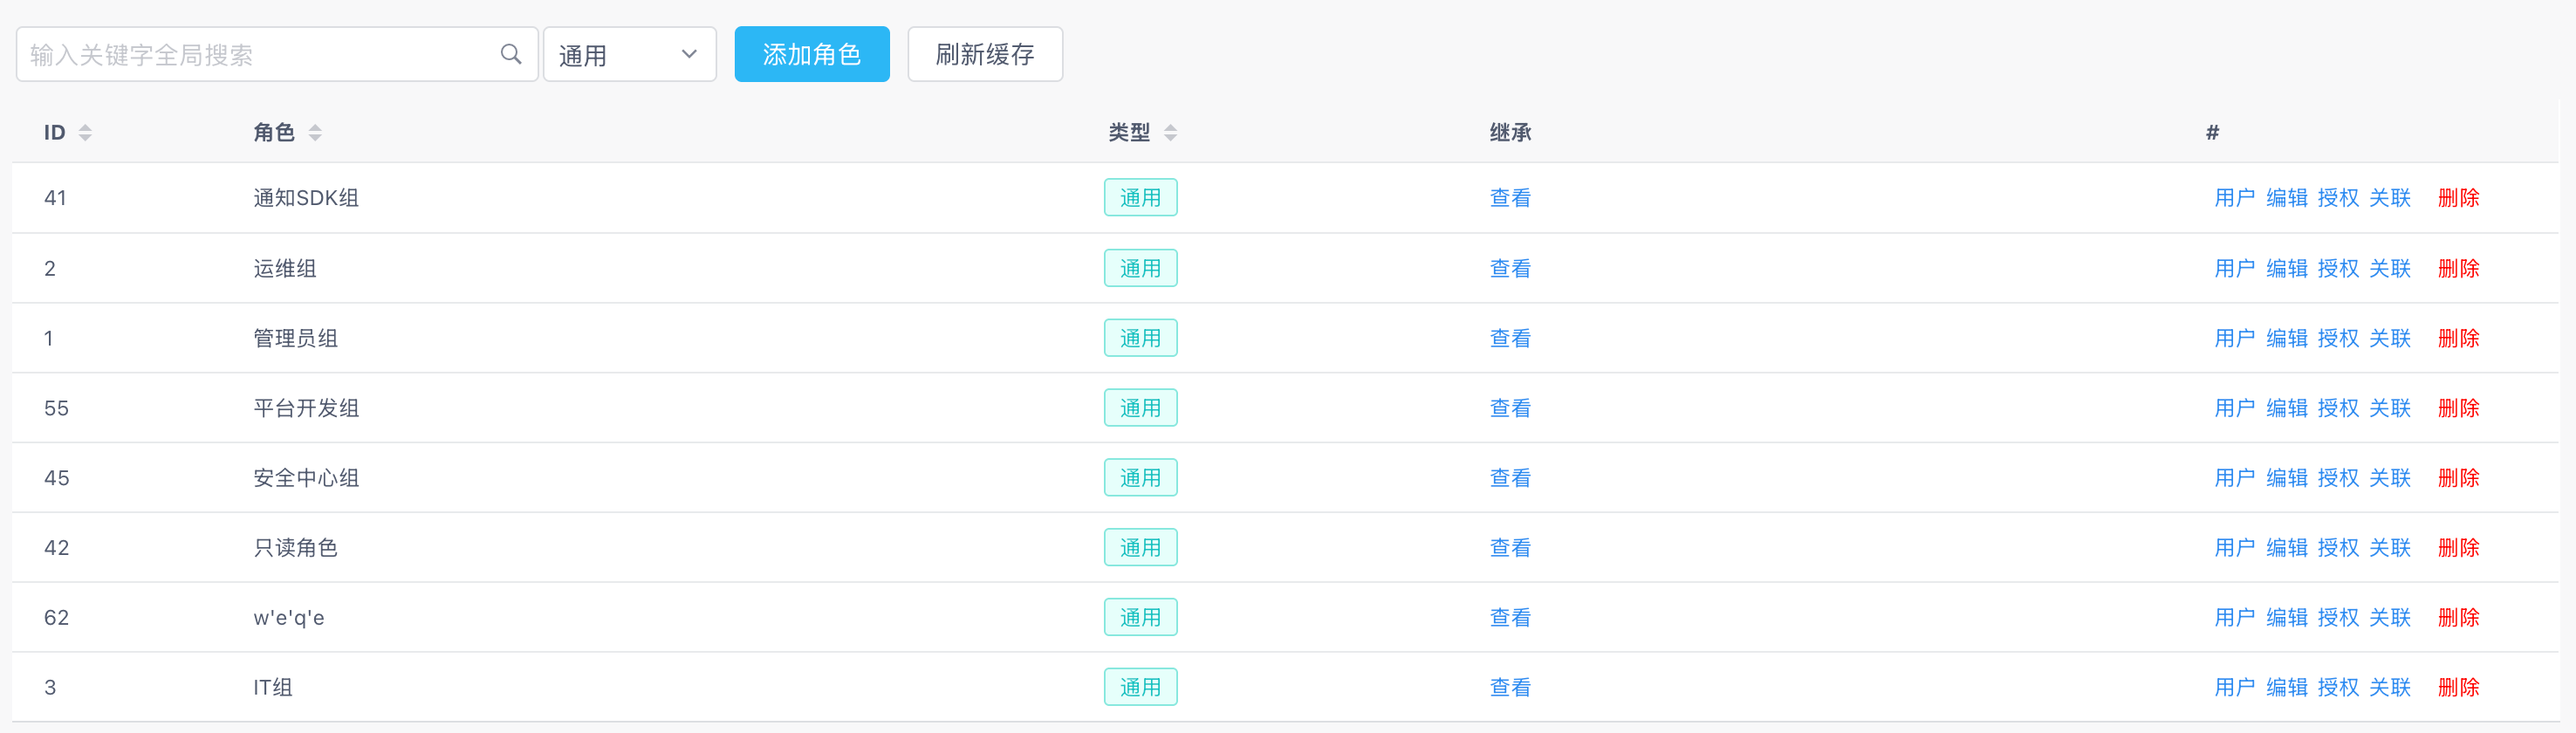 输入关键字全局搜索 通用 添加角色 刷新缓存
ID 角色 类型 继承 #
41 通知SDK组 通用 查看 用户 编辑 授权 关联 删除
2 运维组 通用 查看 用户 编辑 授权 关联 删除
1 管理员组 通用 查看 用户 编辑 授权 关联 删除
55 平台开发组 通用 查看 用户 编辑 授权 关联 删除
45 安全中心组 通用 查看 用户 编辑 授权 关联 删除
42 只读角色 通用 查看 用户 编辑 授权 关联 删除
62 w'e'q'e 通用 查看 用户 编辑 授权 关联 删除
3 IT组 通用 查看 用户 编辑 授权 关联 删除